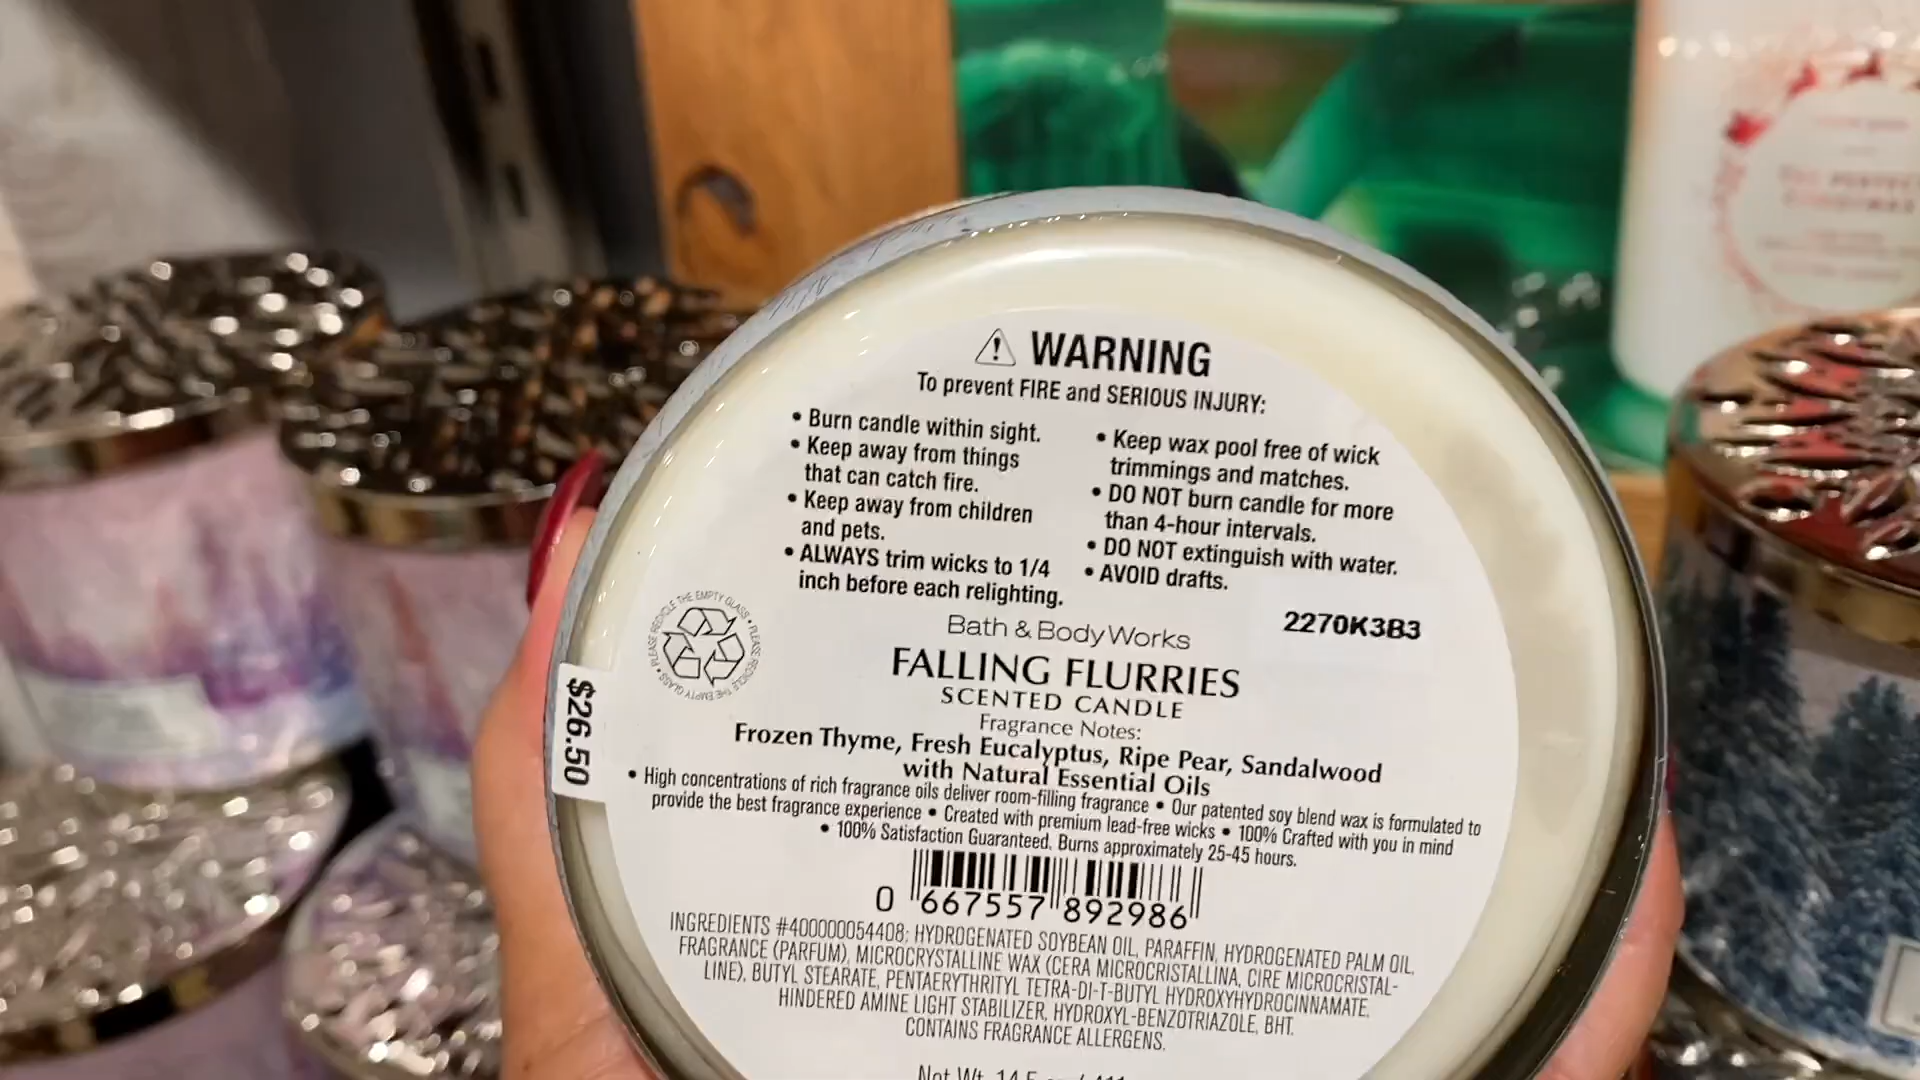 WARNING
To prevent FIRE and SERIOUS INJURY:
• Burn candle within sight.
• Keep away from things
that can catch fire.
• Keep away from children
and pets.
• ALWAYS trim wicks to 1/4
inch before each relighting.
• Keep wax pool free of wick
trimmings and matches.
• DO NOT burn candle for more
than 4-hour intervals.
• DO NOT extinguish with water.
• AVOID drafts.
PLEASE RECYCLE THE EMPTY GLASS • PLEASE RECYCLE THE EMPTY GLASS •
2270K3B3
Bath & Body Works
FALLING FLURRIES
SCENTED CANDLE
Fragrance Notes:
Frozen Thyme, Fresh Eucalyptus, Ripe Pear, Sandalwood
with Natural Essential Oils
• High concentrations of rich fragrance oils deliver room-filling fragrance • Our patented soy blend wax is formulated to
provide the best fragrance experience • Created with premium lead-free wicks • 100% Crafted with you in mind
• 100% Satisfaction Guaranteed. Burns approximately 25-45 hours.
$26.50
0 667557 892986
INGREDIENTS #400000054408: HYDROGENATED SOYBEAN OIL, PARAFFIN, HYDROGENATED PALM OIL,
FRAGRANCE (PARFUM), MICROCRYSTALLINE WAX (CERA MICROCRISTALLINA, CIRE MICROCRISTAL-
LINE), BUTYL STEARATE, PENTAERYTHRITYL TETRA-DI-T-BUTYL HYDROXYHYDROCINNAMATE,
HINDERED AMINE LIGHT STABILIZER, HYDROXYL-BENZOTRIAZOLE, BHT.
CONTAINS FRAGRANCE ALLERGENS.
Net Wt. 14.5